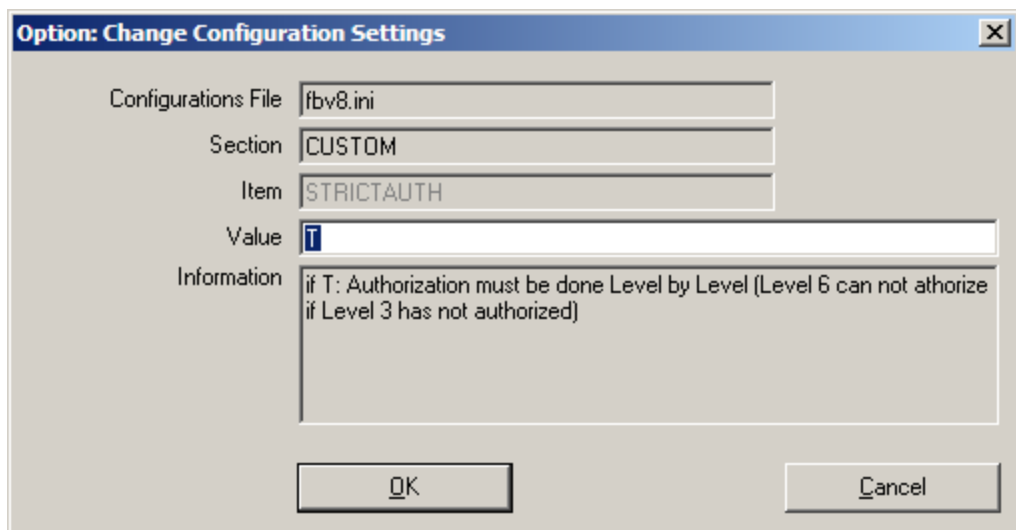 Option: Change Configuration Settings
Configurations File fbv8.ini
Section CUSTOM
Item STRICTAUTH
Value T
Information if T: Authorization must be done Level by Level (Level 6 can not athorize
if Level 3 has not authorized)
OK Cancel